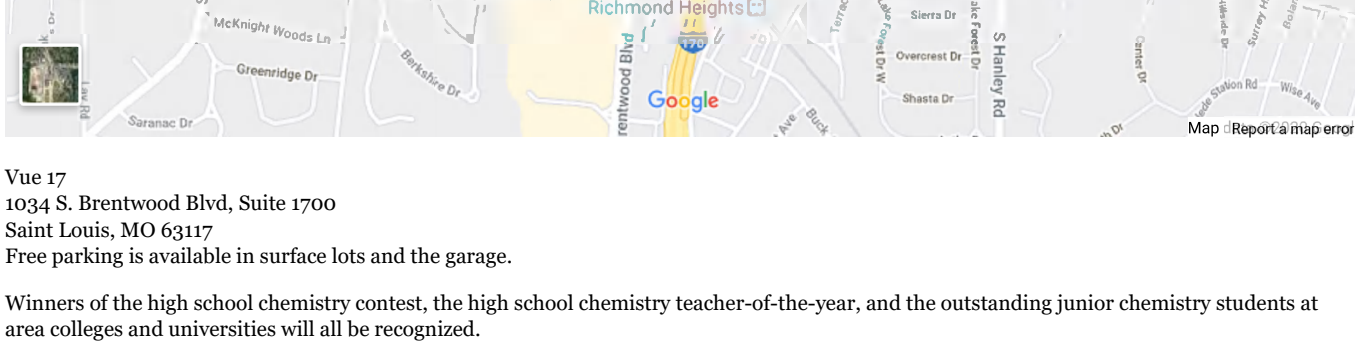 Richmond Heights
McKnight Woods Ln
Sierra Dr
170
Overcrest Dr
Berkshire Dr
Greenridge Dr
S Hanley Rd
Google
Shasta Dr
Saranac Dr
Wise Ave
Map Report a map error
Vue 17
1034 S. Brentwood Blvd, Suite 1700
Saint Louis, MO 63117
Free parking is available in surface lots and the garage.
Winners of the high school chemistry contest, the high school chemistry teacher-of-the-year, and the outstanding junior chemistry students at
area colleges and universities will all be recognized.